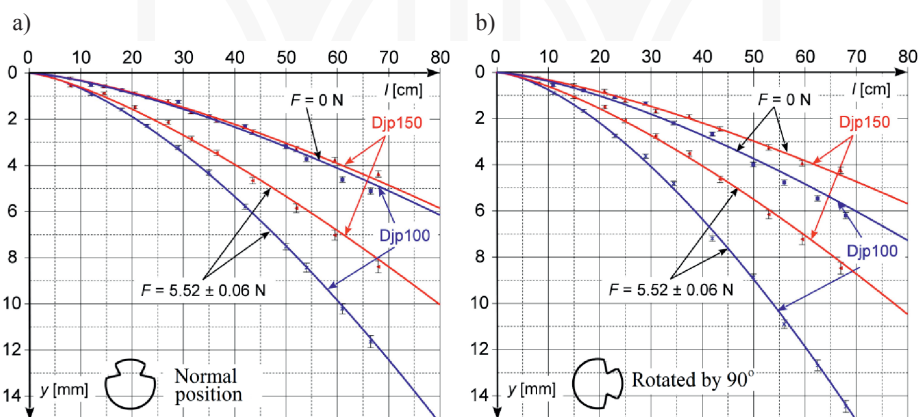 a)
0 10 20 30 40 50 60 70 80
0
2
4
6
8
10
12
14
l [cm]
F = 0 N
Djp150
Djp100
F = 5.52 ± 0.06 N
y [mm]
Normal
position
b)
0 10 20 30 40 50 60 70 80
0
2
4
6
8
10
12
14
l [cm]
F = 0 N
Djp150
Djp100
F = 5.52 ± 0.06 N
y [mm]
Rotated by 90°